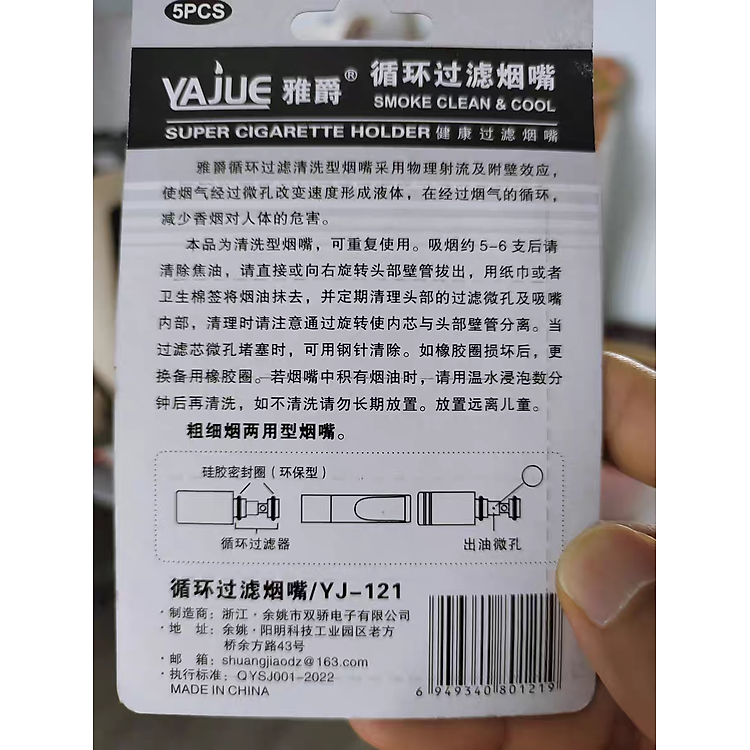 5PCS
YAJUE 雅爵® 循环过滤烟嘴
SMOKE CLEAN & COOL
SUPER CIGARETTE HOLDER 健康过滤烟嘴
雅爵循环过滤清洗型烟嘴采用物理射流及附壁效应，
使烟气经过微孔改变速度形成液体，在经过烟气的循环，
减少香烟对人体的危害。
本品为清洗型烟嘴，可重复使用。吸烟约5-6支后请
清除焦油，请直接或向右旋转头部壁管拔出，用纸巾或者
卫生棉签将烟油抹去，并定期清理头部的过滤微孔及吸嘴
内部，清理时请注意通过旋转使内芯与头部壁管分离。当
过滤芯微孔堵塞时，可用钢针清除。如橡胶圈损坏后，更
换备用橡胶圈。若烟嘴中积有烟油时，请用温水浸泡数分
钟后再清洗，如不清洗请勿长期放置。放置远离儿童。
粗细烟两用型烟嘴。
硅胶密封圈（环保型）
循环过滤器
出油微孔
循环过滤烟嘴/YJ-121
·制造商：浙江·余姚市双骄电子有限公司
·地 址：余姚·阳明科技工业园区老方
桥余方路43号
·邮 箱：shuangjiaodz@163.com
·执行标准：QYSJ001-2022
MADE IN CHINA
6 949340 801219